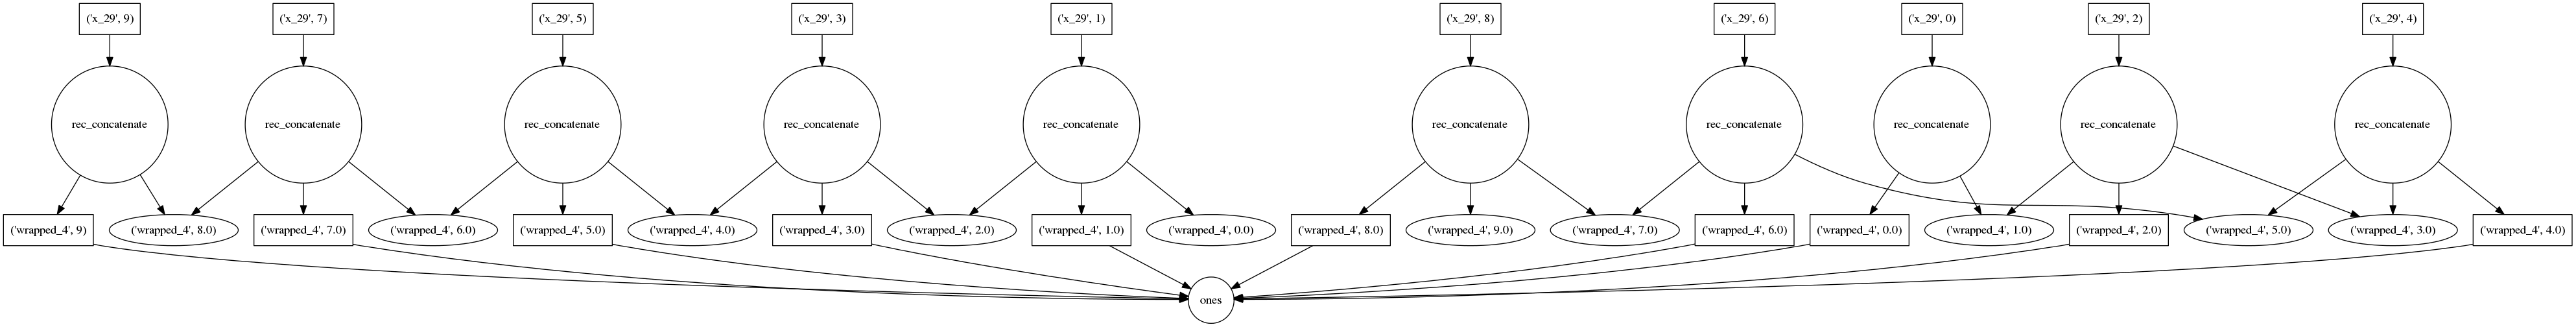 ('x_29', 9) ('x_29', 7) ('x_29', 5) ('x_29', 3) ('x_29', 1) ('x_29', 8) ('x_29', 6) ('x_29', 0) ('x_29', 2) ('x_29', 4)
rec_concatenate rec_concatenate rec_concatenate rec_concatenate rec_concatenate rec_concatenate rec_concatenate rec_concatenate rec_concatenate rec_concatenate
('wrapped_4', 9) ('wrapped_4', 8.0) ('wrapped_4', 7.0) ('wrapped_4', 6.0) ('wrapped_4', 5.0) ('wrapped_4', 4.0) ('wrapped_4', 3.0) ('wrapped_4', 2.0) ('wrapped_4', 1.0) ('wrapped_4', 0.0) ('wrapped_4', 8.0) ('wrapped_4', 9.0) ('wrapped_4', 7.0) ('wrapped_4', 6.0) ('wrapped_4', 0.0) ('wrapped_4', 1.0) ('wrapped_4', 2.0) ('wrapped_4', 5.0) ('wrapped_4', 3.0) ('wrapped_4', 4.0)
ones